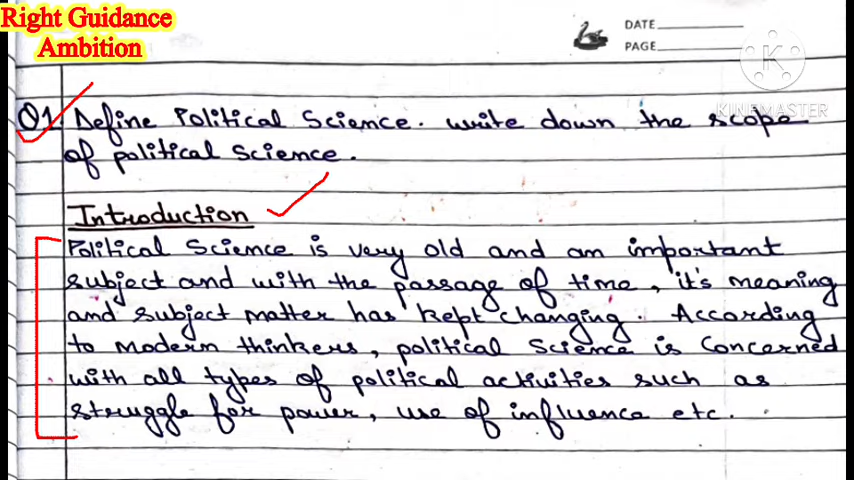 Right Guidance
Ambition
DATE
PAGE
K
KINEMASTER
Q1. Define Political Science. write down the scope
of political Science.
Introduction
Political Science is very old and an important
subject and with the passage of time, it's meaning
and subject matter has kept changing. According
to modern thinkers, political Science is concerned
with all types of political activities such as
struggle for power, use of influence etc.